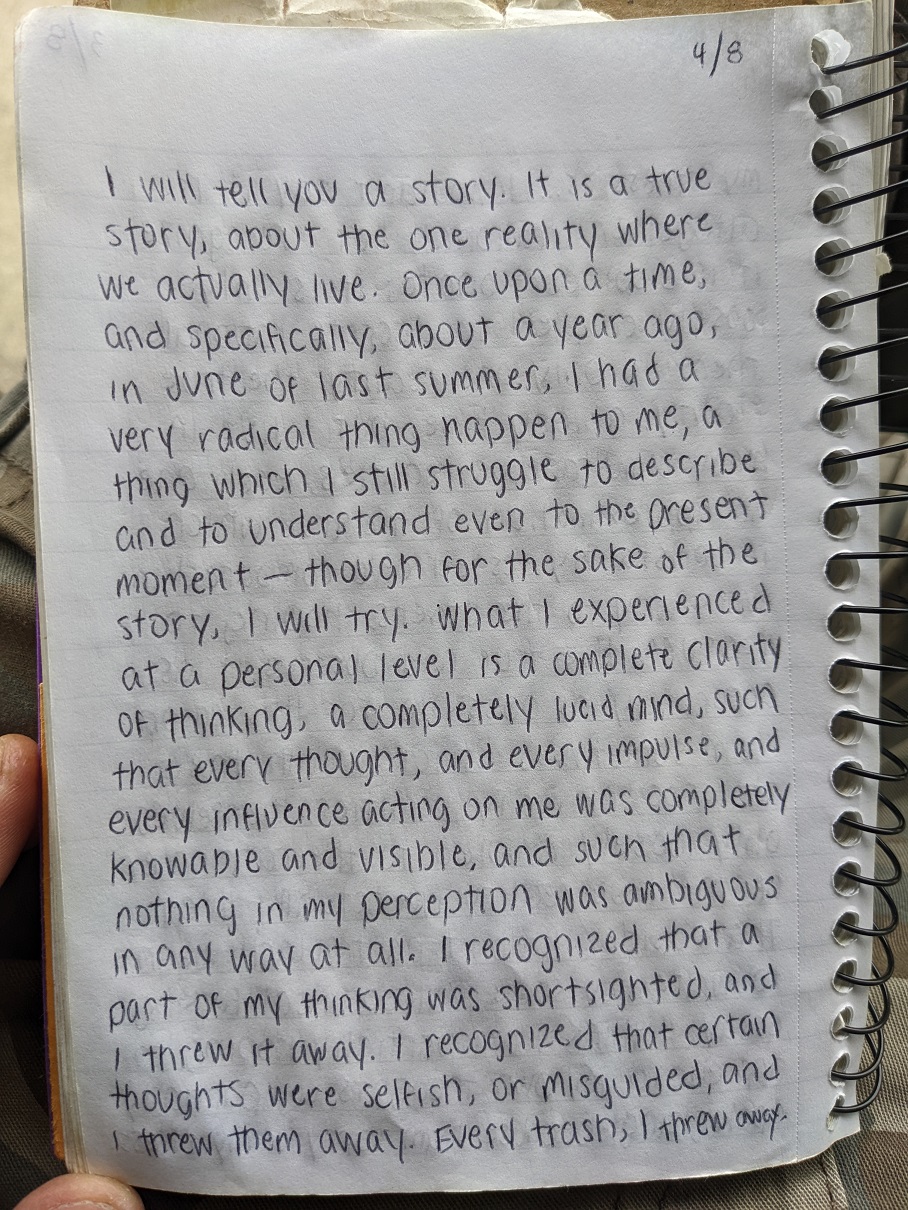 4/8
I will tell you a story. It is a true
story, about the one reality where
we actually live. Once upon a time,
and specifically, about a year ago,
in June of last summer, I had a
very radical thing happen to me, a
thing which I still struggle to describe
and to understand even to the present
moment — though for the sake of the
story, I will try. What I experienced
at a personal level is a complete clarity
of thinking, a completely lucid mind, such
that every thought, and every impulse, and
every influence acting on me was completely
knowable and visible, and such that
nothing in my perception was ambiguous
in any way at all. I recognized that a
part of my thinking was shortsighted, and
I threw it away. I recognized that certain
thoughts were selfish, or misguided, and
I threw them away. Every trash, I threw away.